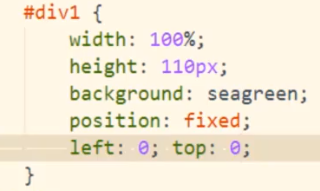 #div1 {
width: 100%;
height: 110px;
background: seagreen;
position: fixed;
left: 0; top: 0;
}